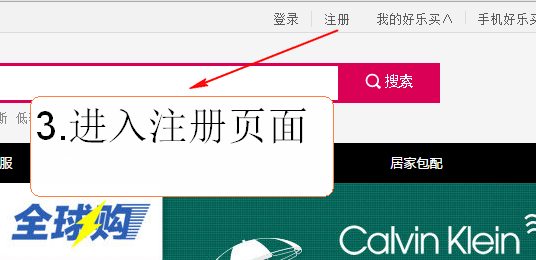 登录 注册 我的好乐买 手机好乐买
搜索
3.进入注册页面
服 居家包配
全球购
Calvin Klein